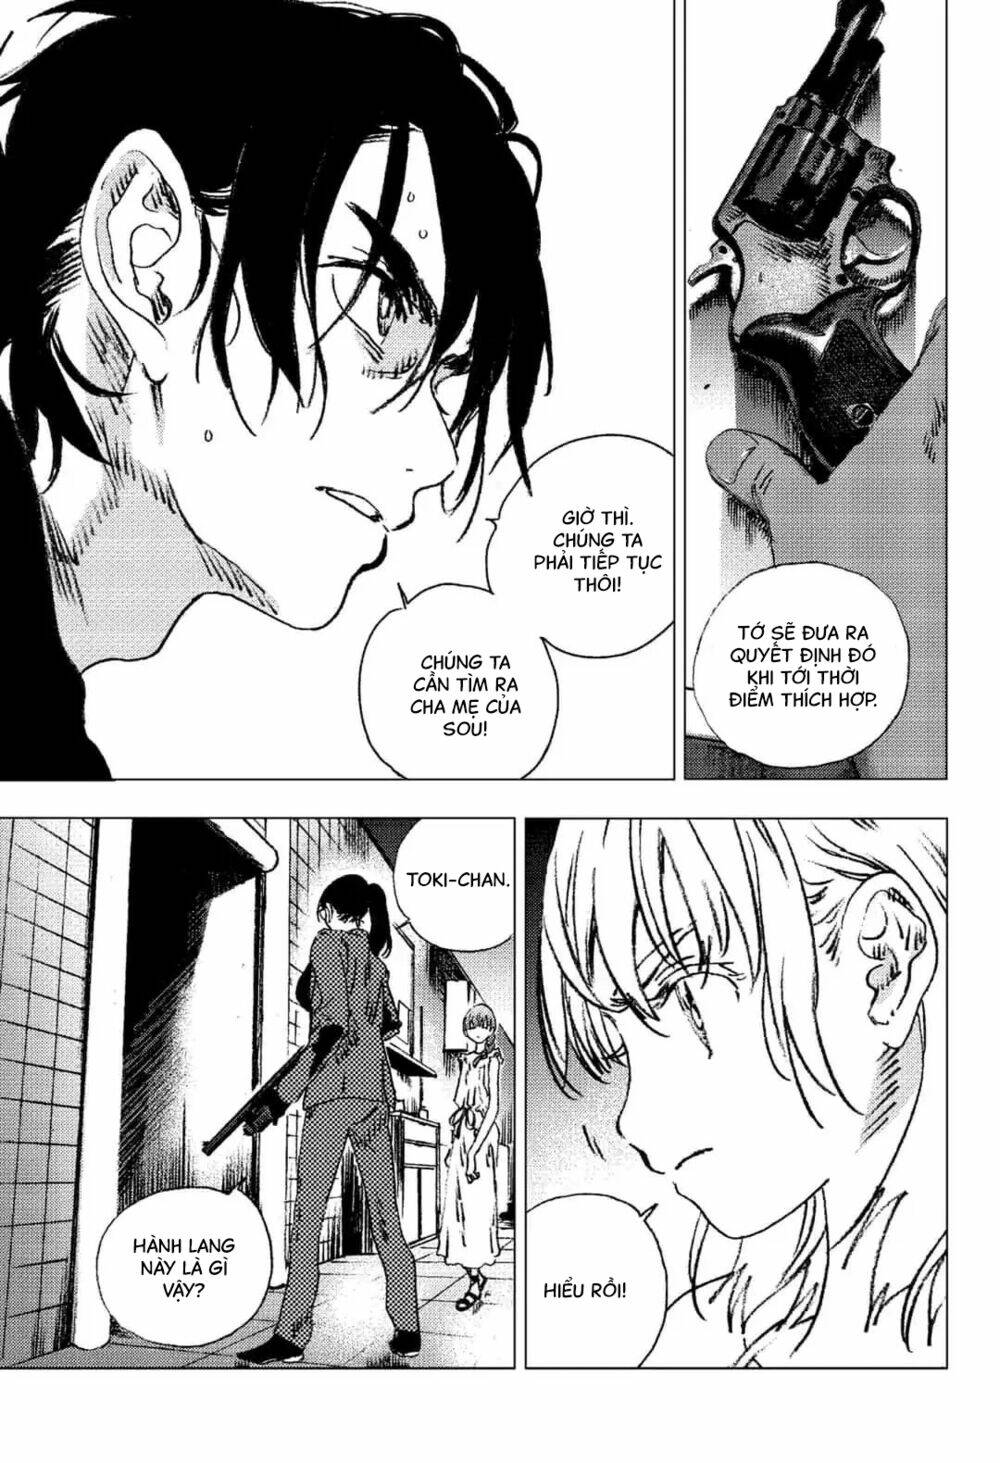 TỚ SẼ ĐƯA RA
QUYẾT ĐỊNH ĐÓ
KHI TỚI THỜI
ĐIỂM THÍCH HỢP.
GIỜ THÌ.
CHÚNG TA
PHẢI TIẾP TỤC
THÔI!
CHÚNG TA
CẦN TÌM RA
CHA MẸ CỦA
SOU!
HIỂU RỒI!
TOKI-CHAN.
HÀNH LANG
NÀY LÀ GÌ
VẬY?